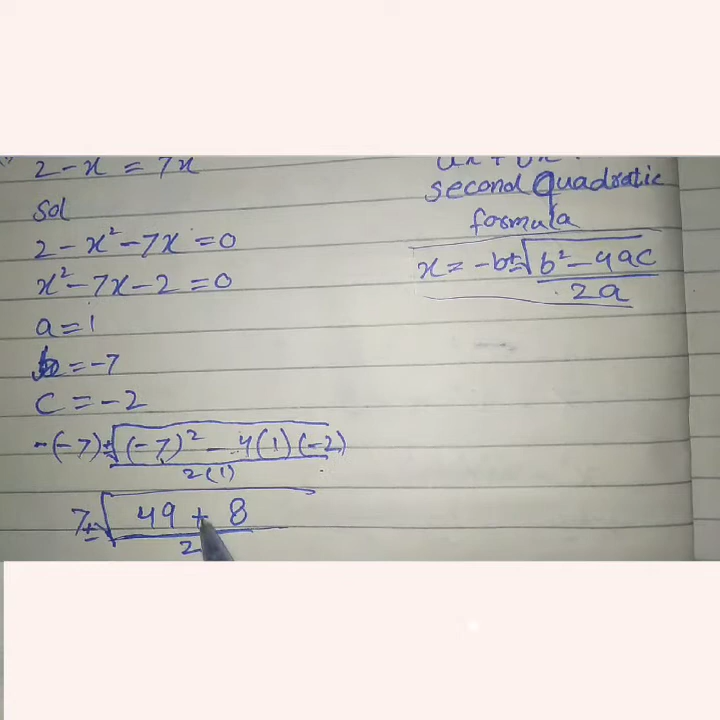 2 - x = 7x
Sol
2 - x² - 7x = 0
x² - 7x - 2 = 0
a = 1
b = -7
c = -2
-(-7) ± √(-7)² - 4(1)(-2)
2(1)
7 ± √49 + 8
2
second Quadratic
formula
x = -b ± √b² - 4ac
2a